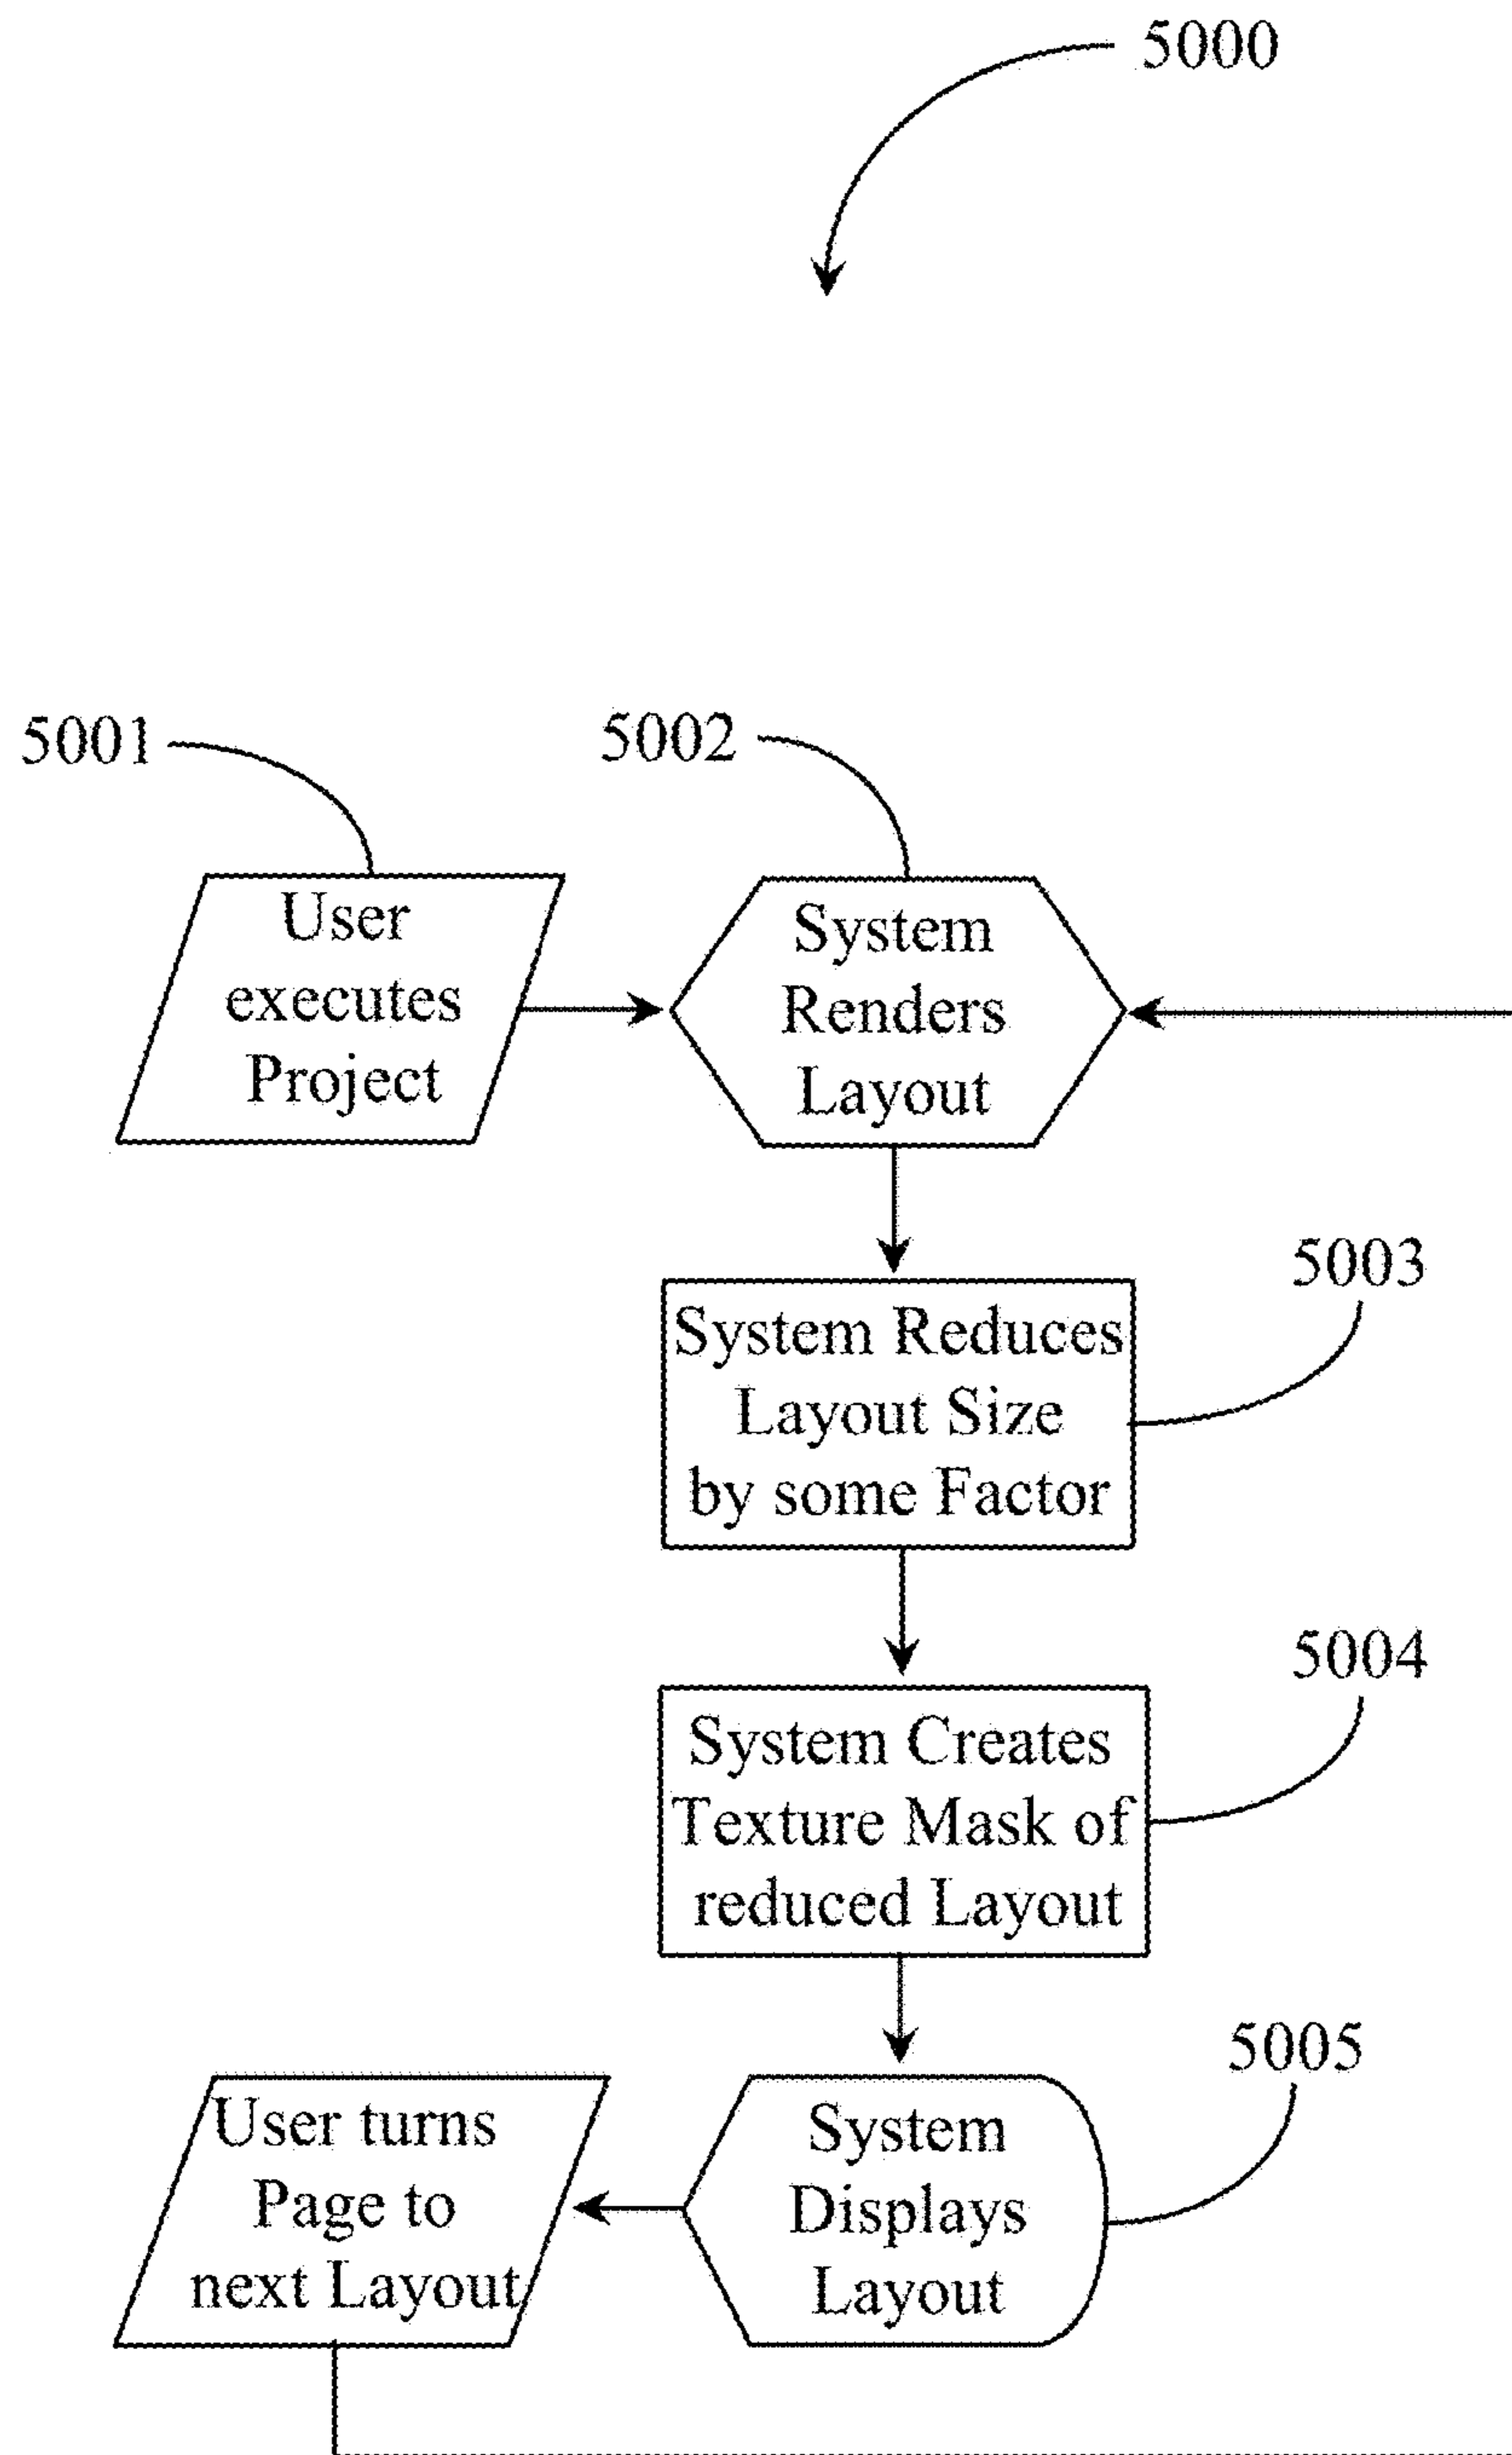 5000
5001
5002
User
executes
Project
System
Renders
Layout
5003
System Reduces
Layout Size
by some Factor
5004
System Creates
Texture Mask of
reduced Layout
5005
User turns
Page to
next Layout
System
Displays
Layout